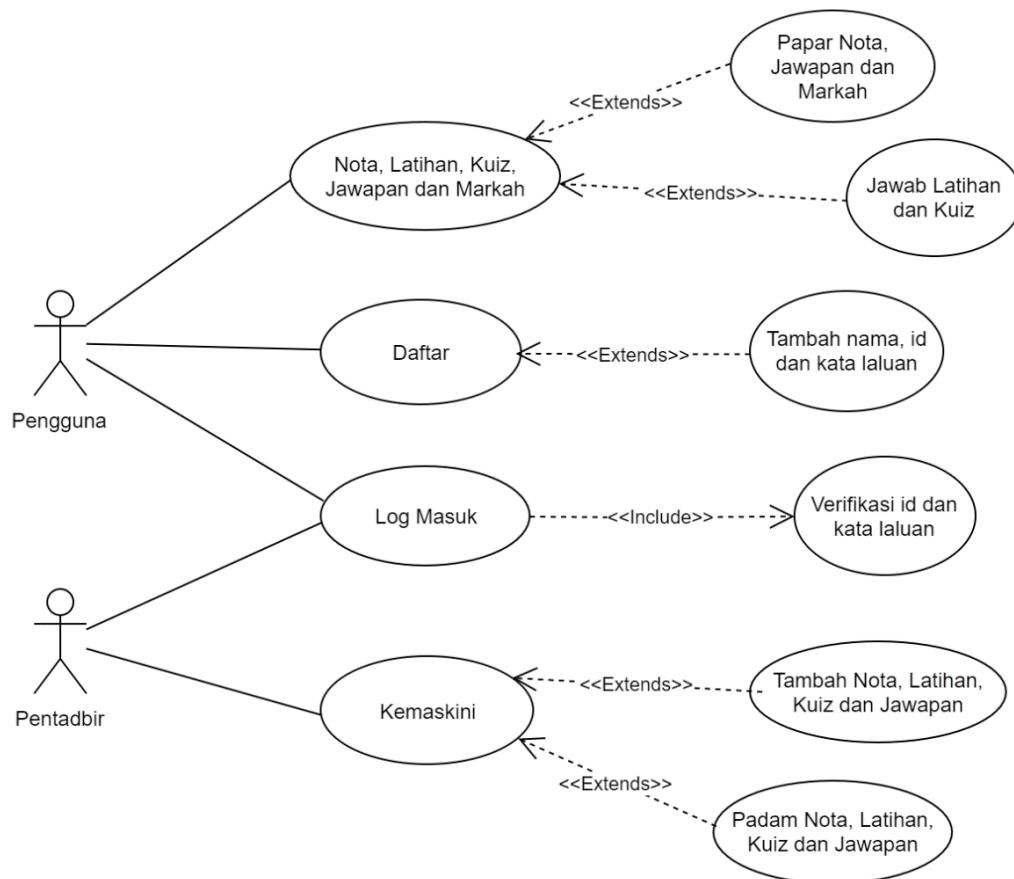 Papar Nota,
Jawapan dan
Markah
<<Extends>>
Nota, Latihan, Kuiz,
Jawapan dan Markah
<<Extends>>
Jawab Latihan
dan Kuiz
Pengguna
Daftar
<<Extends>>
Tambah nama, id
dan kata laluan
Log Masuk
<<Include>>
Verifikasi id dan
kata laluan
Pentadbir
Kemaskini
<<Extends>>
Tambah Nota, Latihan,
Kuiz dan Jawapan
<<Extends>>
Padam Nota, Latihan,
Kuiz dan Jawapan